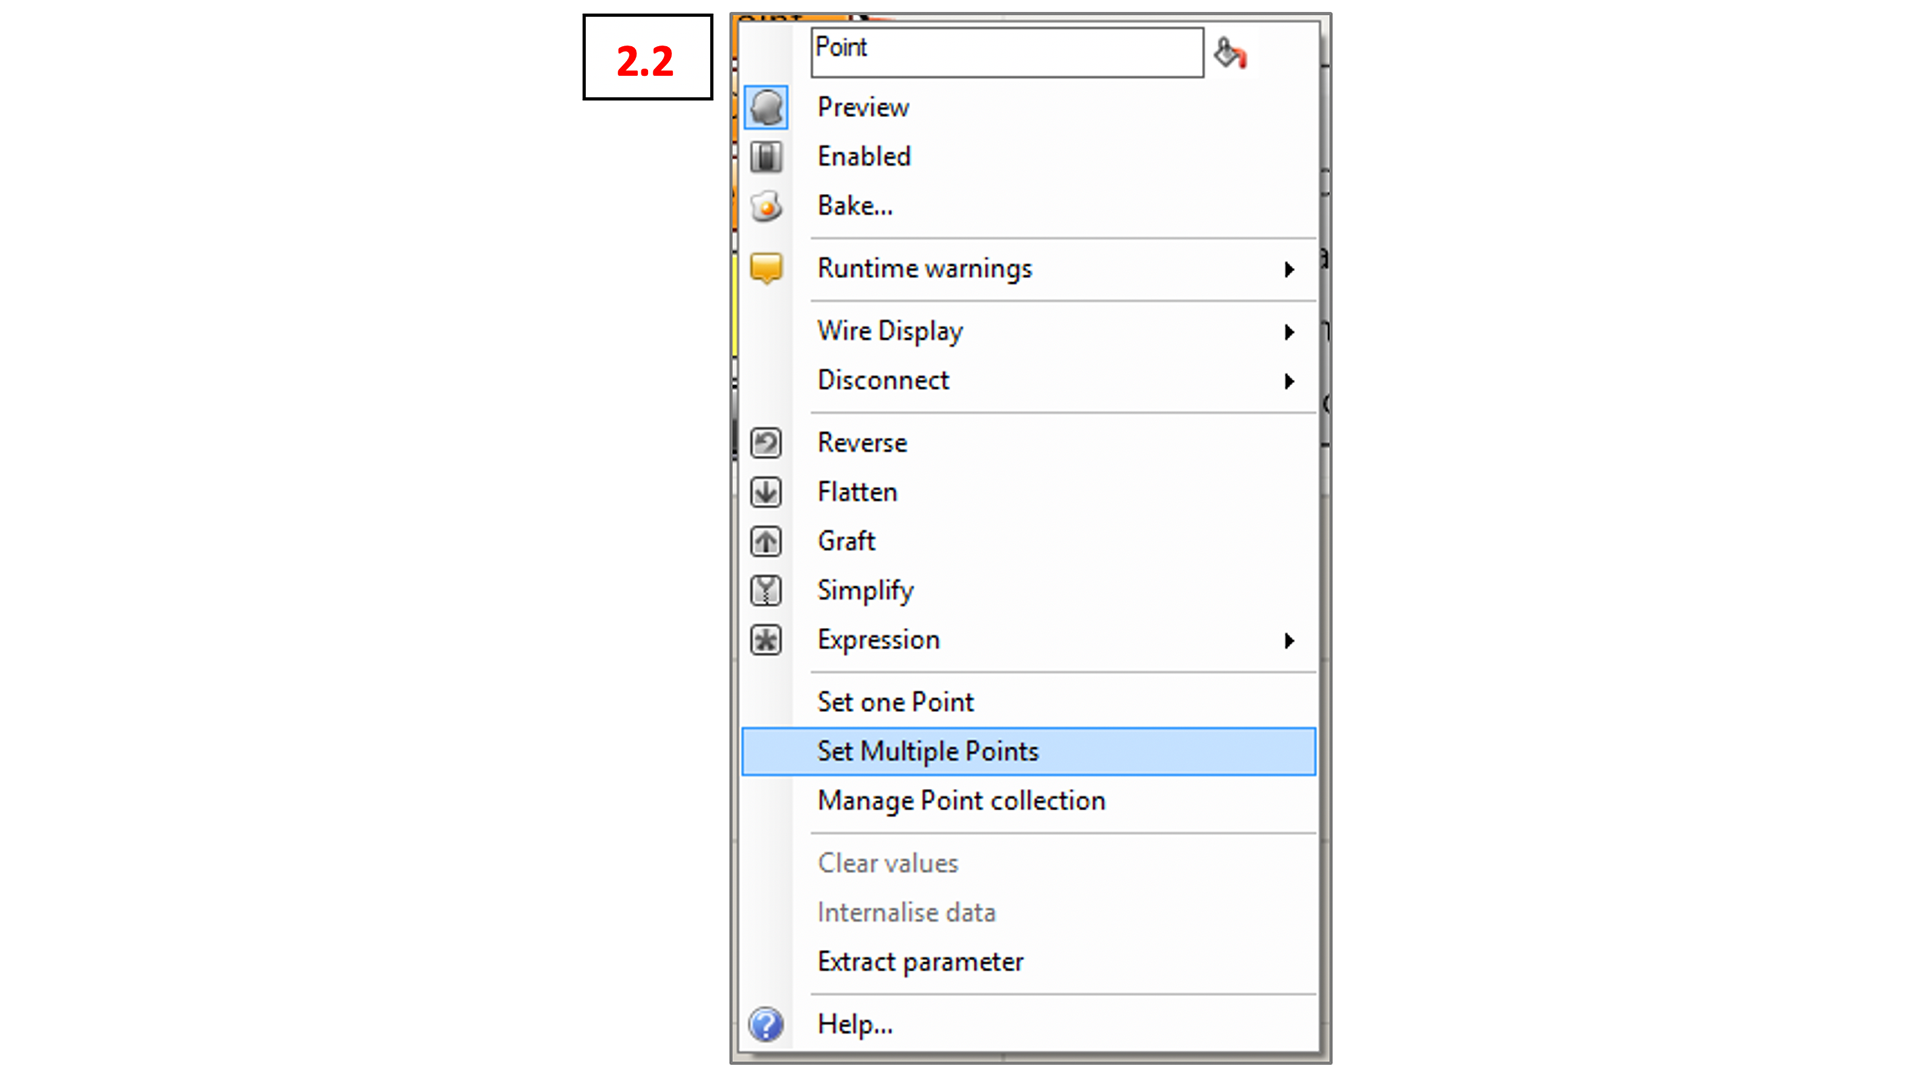 2.2
Point
Preview
Enabled
Bake...
Runtime warnings
Wire Display
Disconnect
Reverse
Flatten
Graft
Simplify
Expression
Set one Point
Set Multiple Points
Manage Point collection
Clear values
Internalise data
Extract parameter
Help...